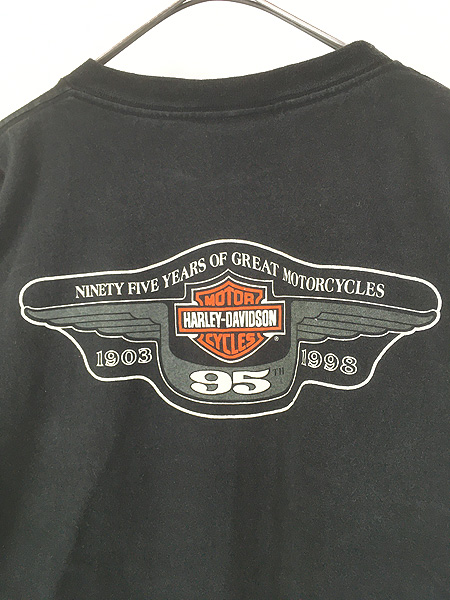 NINETY FIVE YEARS OF GREAT MOTORCYCLES
MOTOR
HARLEY-DAVIDSON
CYCLES
®
1903 95TH 1998